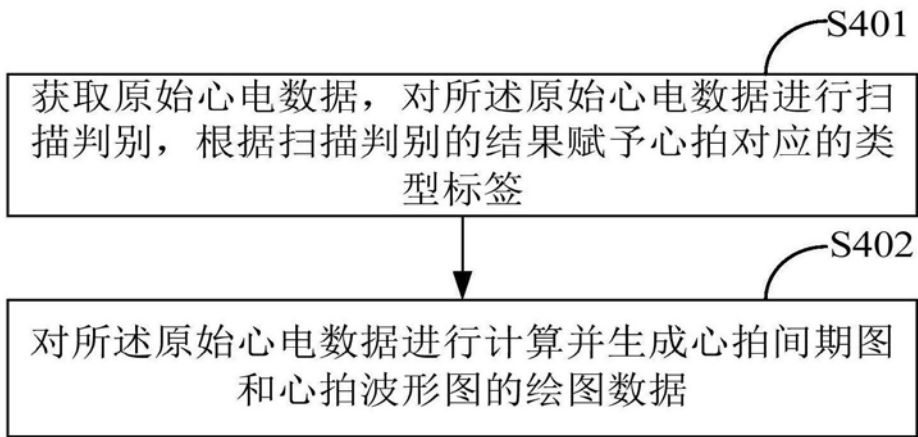 S401
获取原始心电数据，对所述原始心电数据进行扫
描判别，根据扫描判别的结果赋予心拍对应的类
型标签
S402
对所述原始心电数据进行计算并生成心拍间期图
和心拍波形图的绘图数据